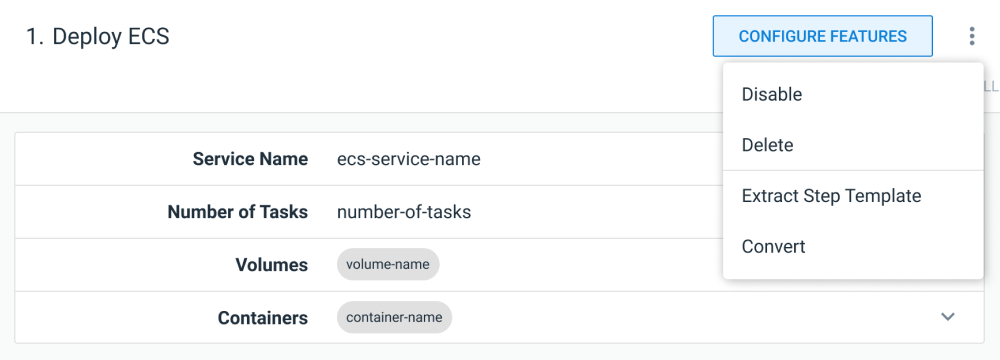 1. Deploy ECS
CONFIGURE FEATURES
Disable
Delete
Extract Step Template
Convert
LL
Service Name ecs-service-name
Number of Tasks number-of-tasks
Volumes volume-name
Containers container-name